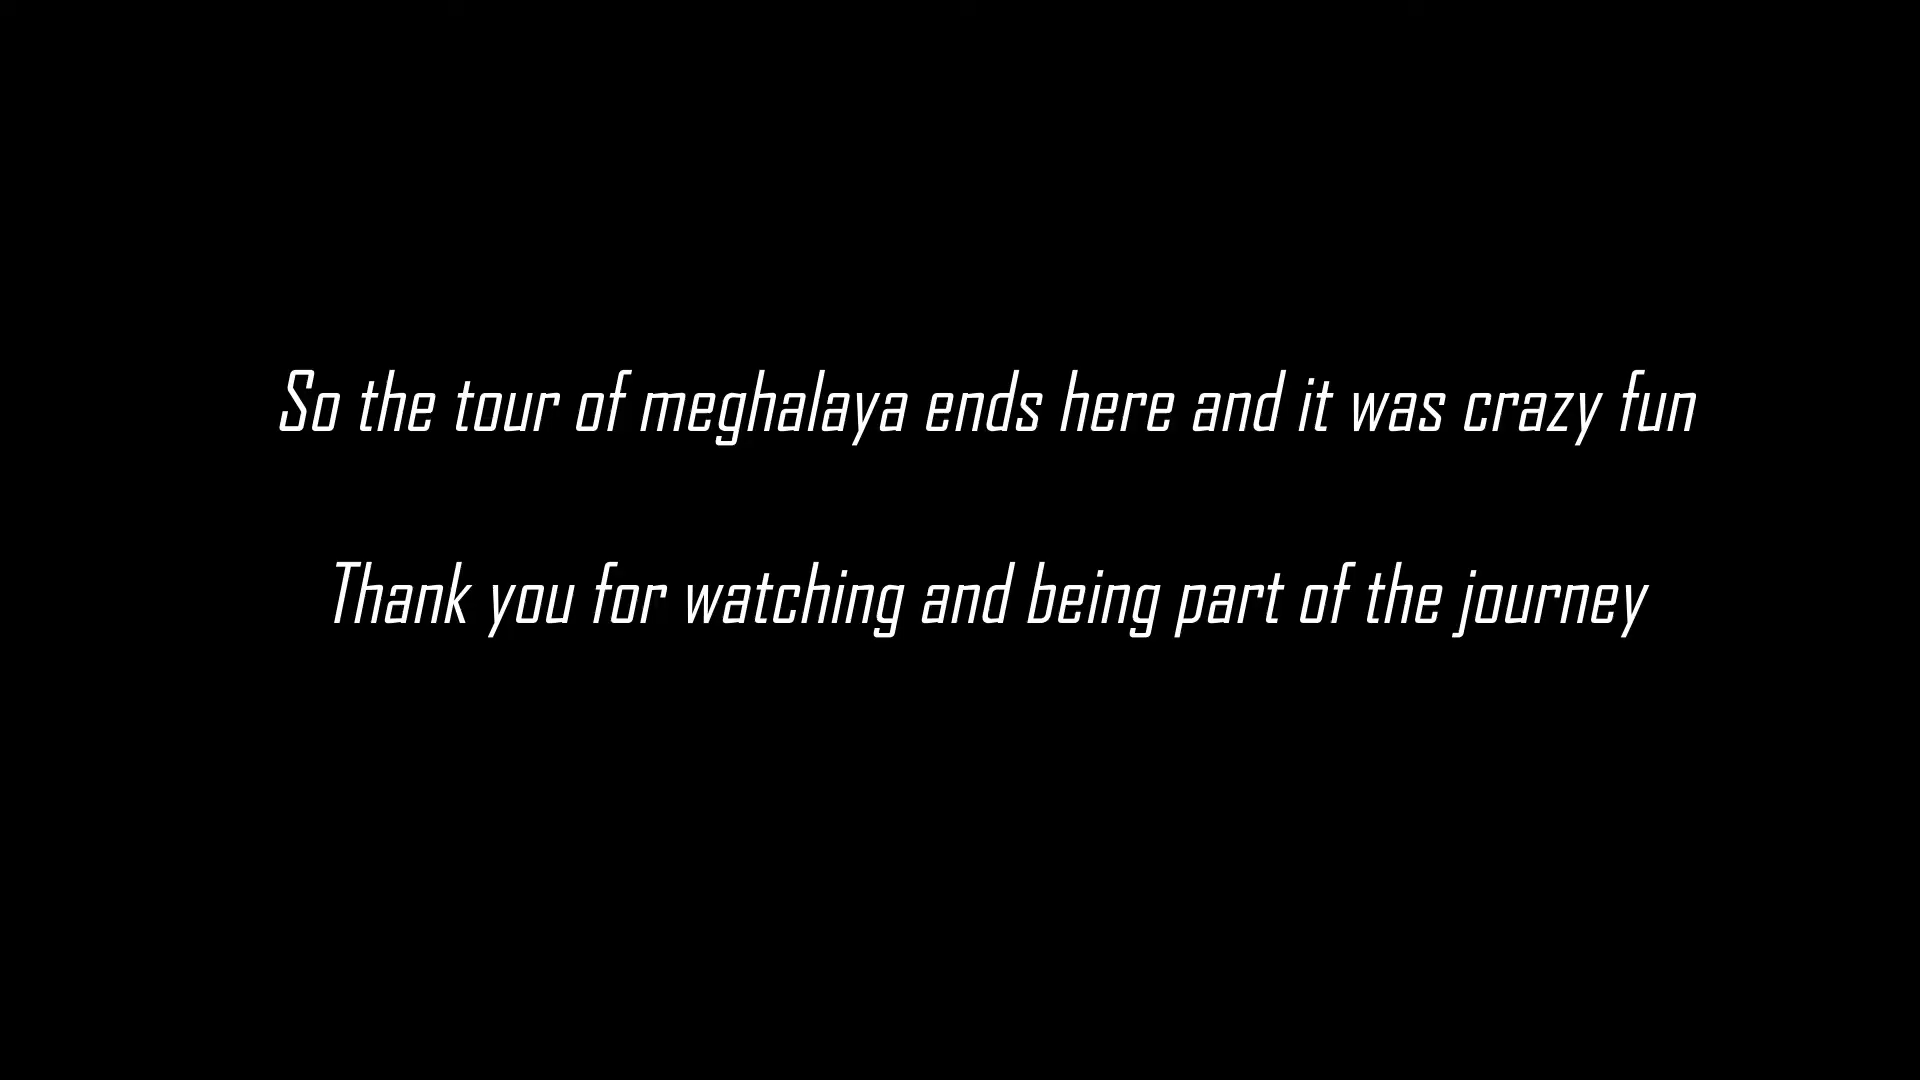 So the tour of meghalaya ends here and it was crazy fun
Thank you for watching and being part of the journey